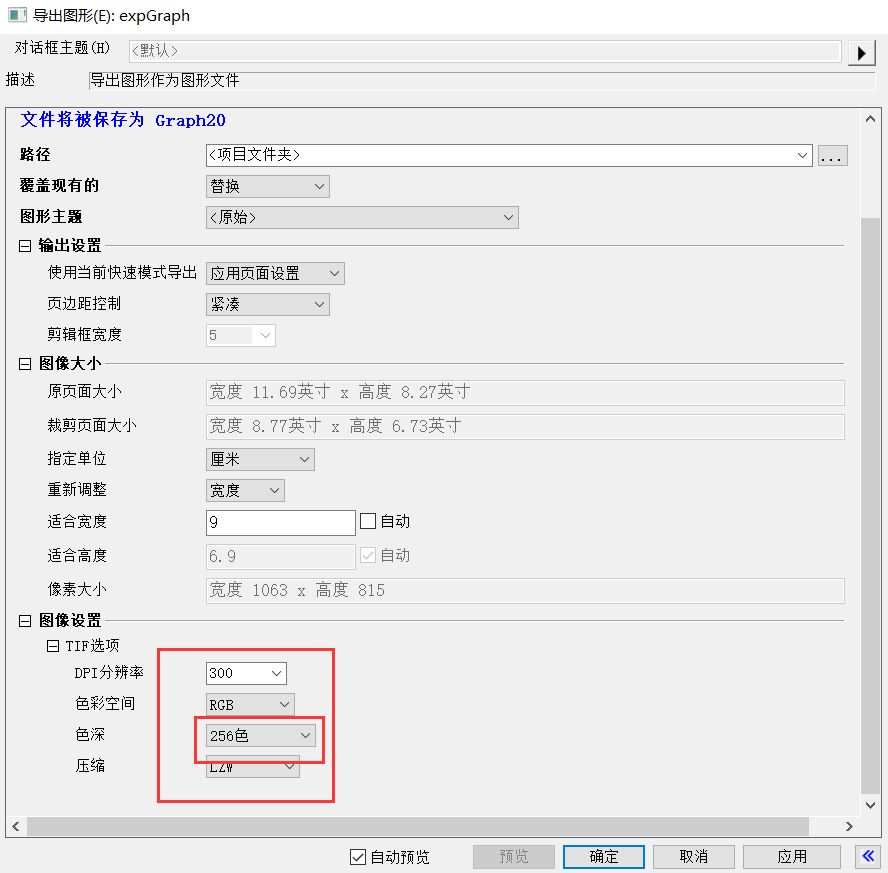 导出图形(E): expGraph
对话框主题(H) <默认>
描述 导出图形作为图形文件
文件将被保存为 Graph20
路径 <项目文件夹> ...
覆盖现有的 替换
图形主题 <原始>
输出设置
使用当前快速模式导出 应用页面设置
页边距控制 紧凑
剪辑框宽度 5
图像大小
原页面大小 宽度 11.69英寸 x 高度 8.27英寸
裁剪页面大小 宽度 8.77英寸 x 高度 6.73英寸
指定单位 厘米
重新调整 宽度
适合宽度 9 自动
适合高度 6.9 自动
像素大小 宽度 1063 x 高度 815
图像设置
TIF选项
DPI分辨率 300
色彩空间 RGB
色深 256色
压缩 LZW
自动预览 预览 确定 取消 应用